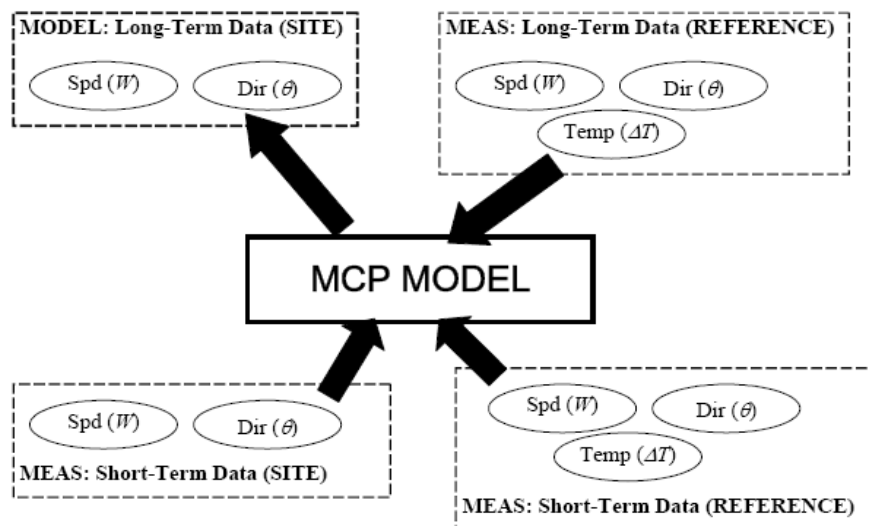 MODEL: Long-Term Data (SITE)
Spd (W)
Dir (θ)
MEAS: Long-Term Data (REFERENCE)
Spd (W)
Dir (θ)
Temp (ΔT)
MCP MODEL
Spd (W)
Dir (θ)
MEAS: Short-Term Data (SITE)
Spd (W)
Dir (θ)
Temp (ΔT)
MEAS: Short-Term Data (REFERENCE)